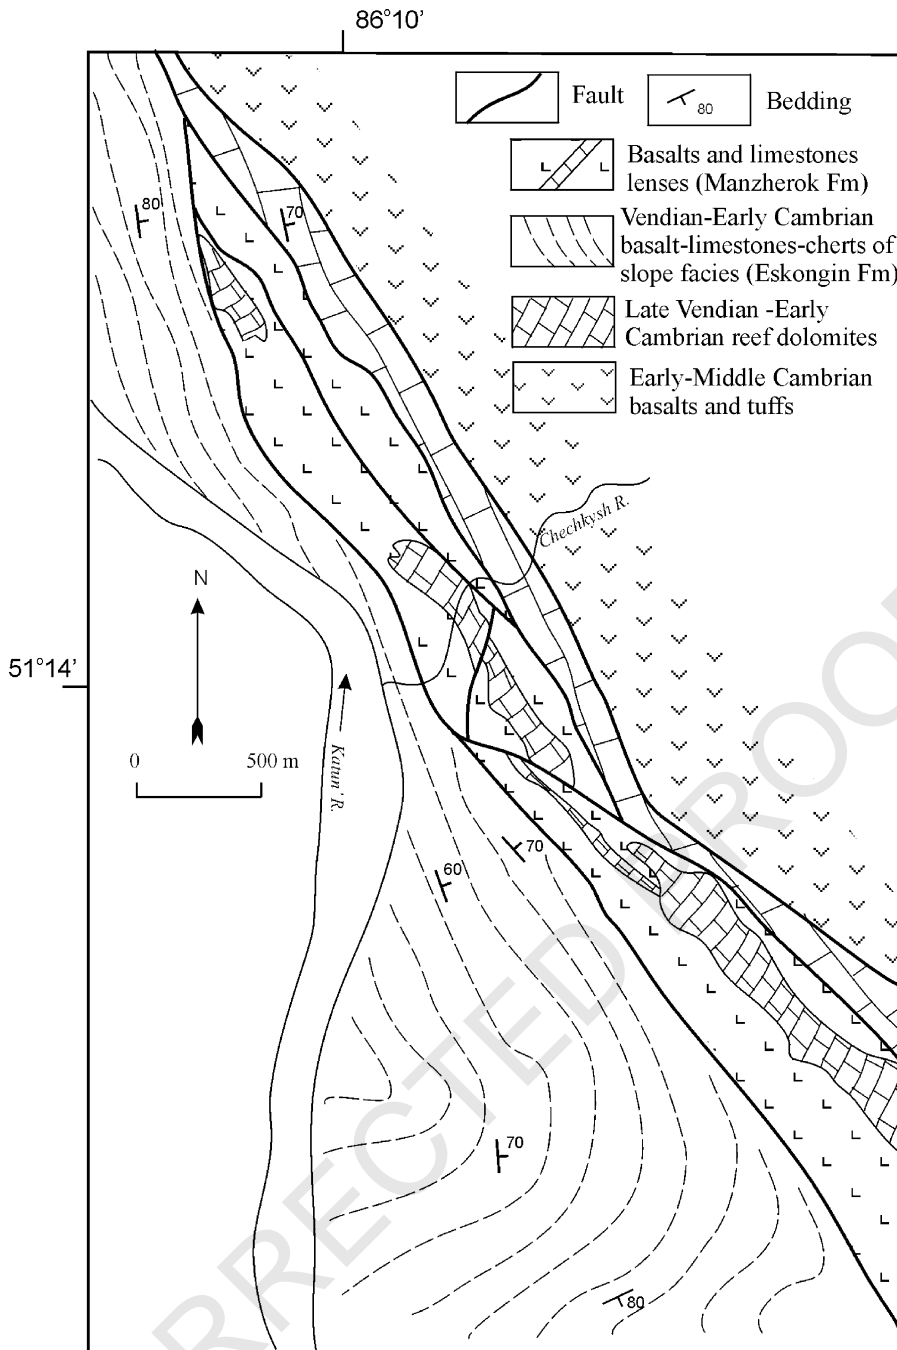 86°10'
Fault
80
Bedding
Basalts and limestones
lenses (Manzherok Fm)
Vendian-Early Cambrian
basalt-limestones-cherts of
slope facies (Eskongin Fm)
Late Vendian -Early
Cambrian reef dolomites
Early-Middle Cambrian
basalts and tuffs
80
70
Chechkysh R.
N
51°14'
0
500 m
Katun' R.
70
60
70
80
RRECTED PROO